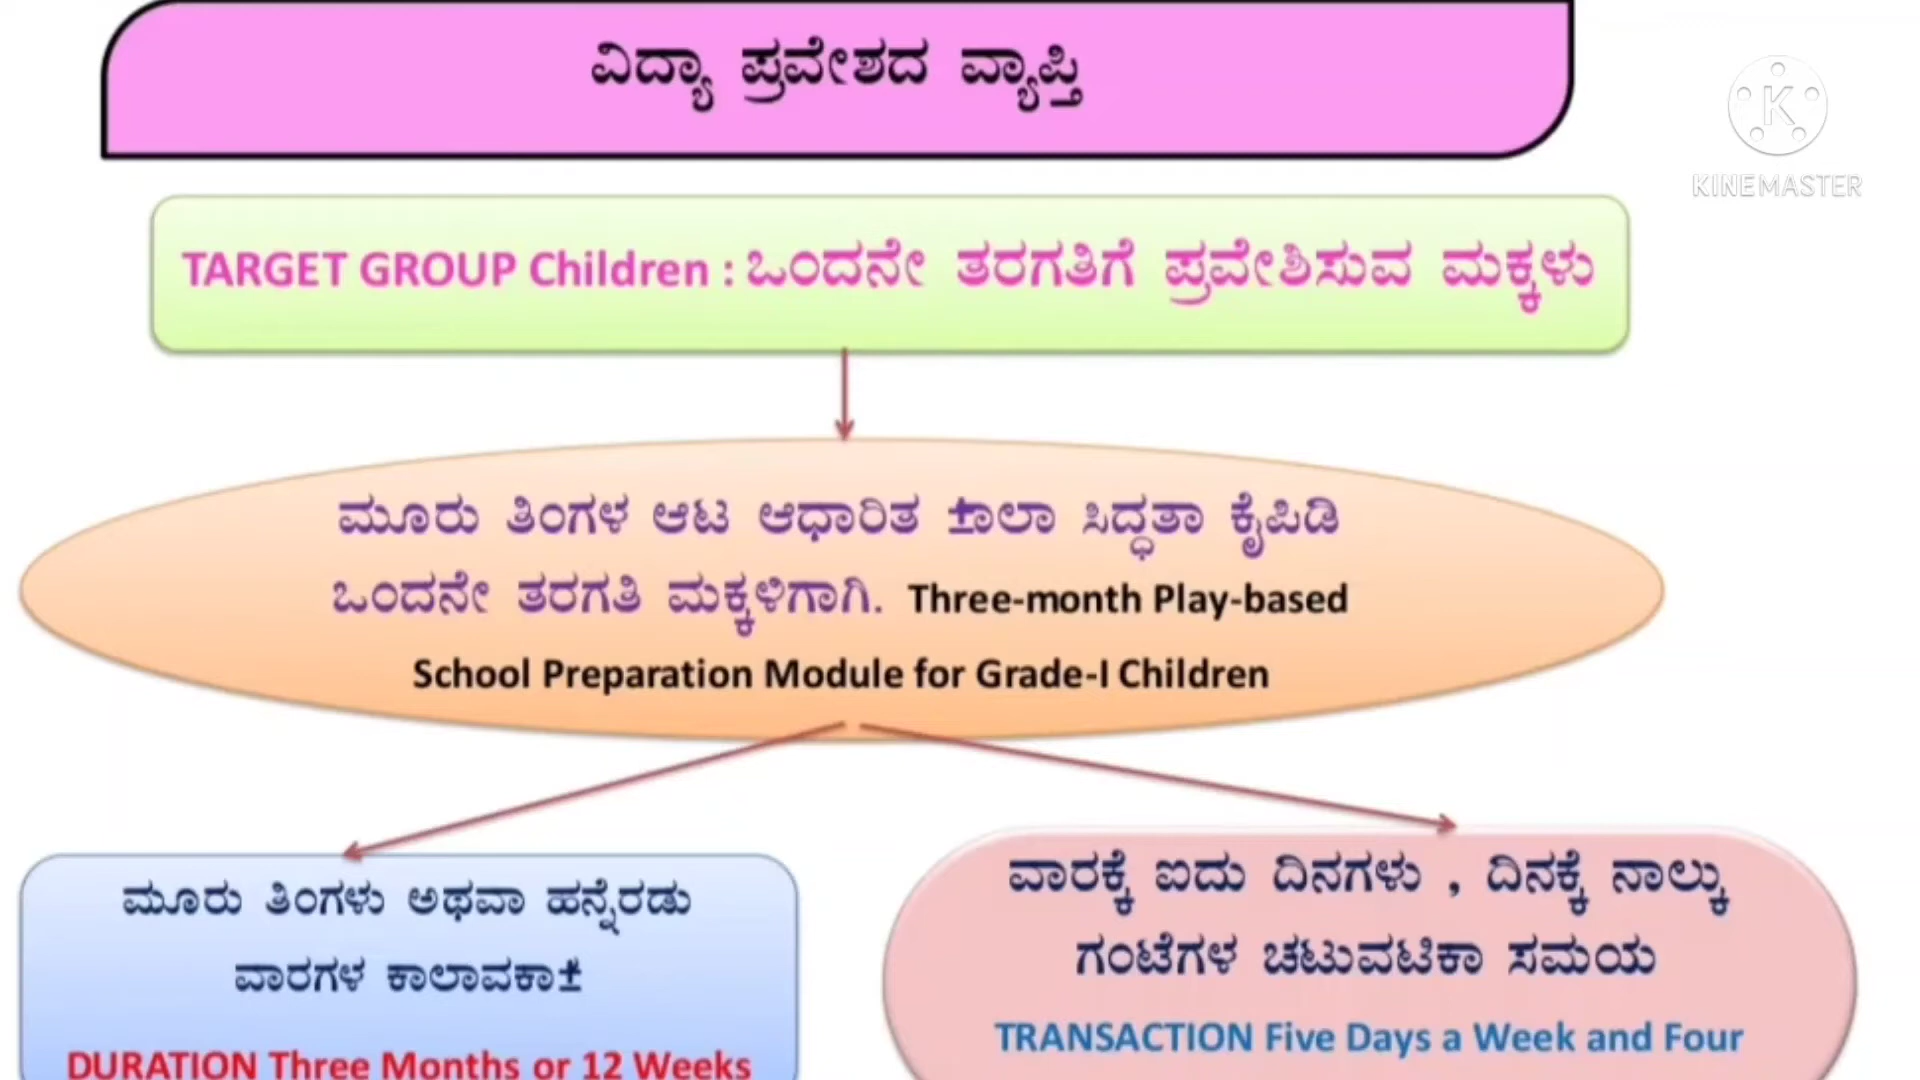 ವಿದ್ಯಾ ಪ್ರವೇಶದ ವ್ಯಾಪ್ತಿ
KINEMASTER
TARGET GROUP Children : ಒಂದನೇ ತರಗತಿಗೆ ಪ್ರವೇಶಿಸುವ ಮಕ್ಕಳು
ಮೂರು ತಿಂಗಳ ಆಟ ಆಧಾರಿತ ±ಾಲಾ ಸಿದ್ಧತಾ ಕೈಪಿಡಿ
ಒಂದನೇ ತರಗತಿ ಮಕ್ಕಳಿಗಾಗಿ. Three-month Play-based
School Preparation Module for Grade-I Children
ಮೂರು ತಿಂಗಳು ಅಥವಾ ಹನ್ನೆರಡು
ವಾರಗಳ ಕಾಲಾವಕಾ±
DURATION Three Months or 12 Weeks
ವಾರಕ್ಕೆ ಐದು ದಿನಗಳು , ದಿನಕ್ಕೆ ನಾಲ್ಕು
ಗಂಟೆಗಳ ಚಟುವಟಿಕಾ ಸಮಯ
TRANSACTION Five Days a Week and Four